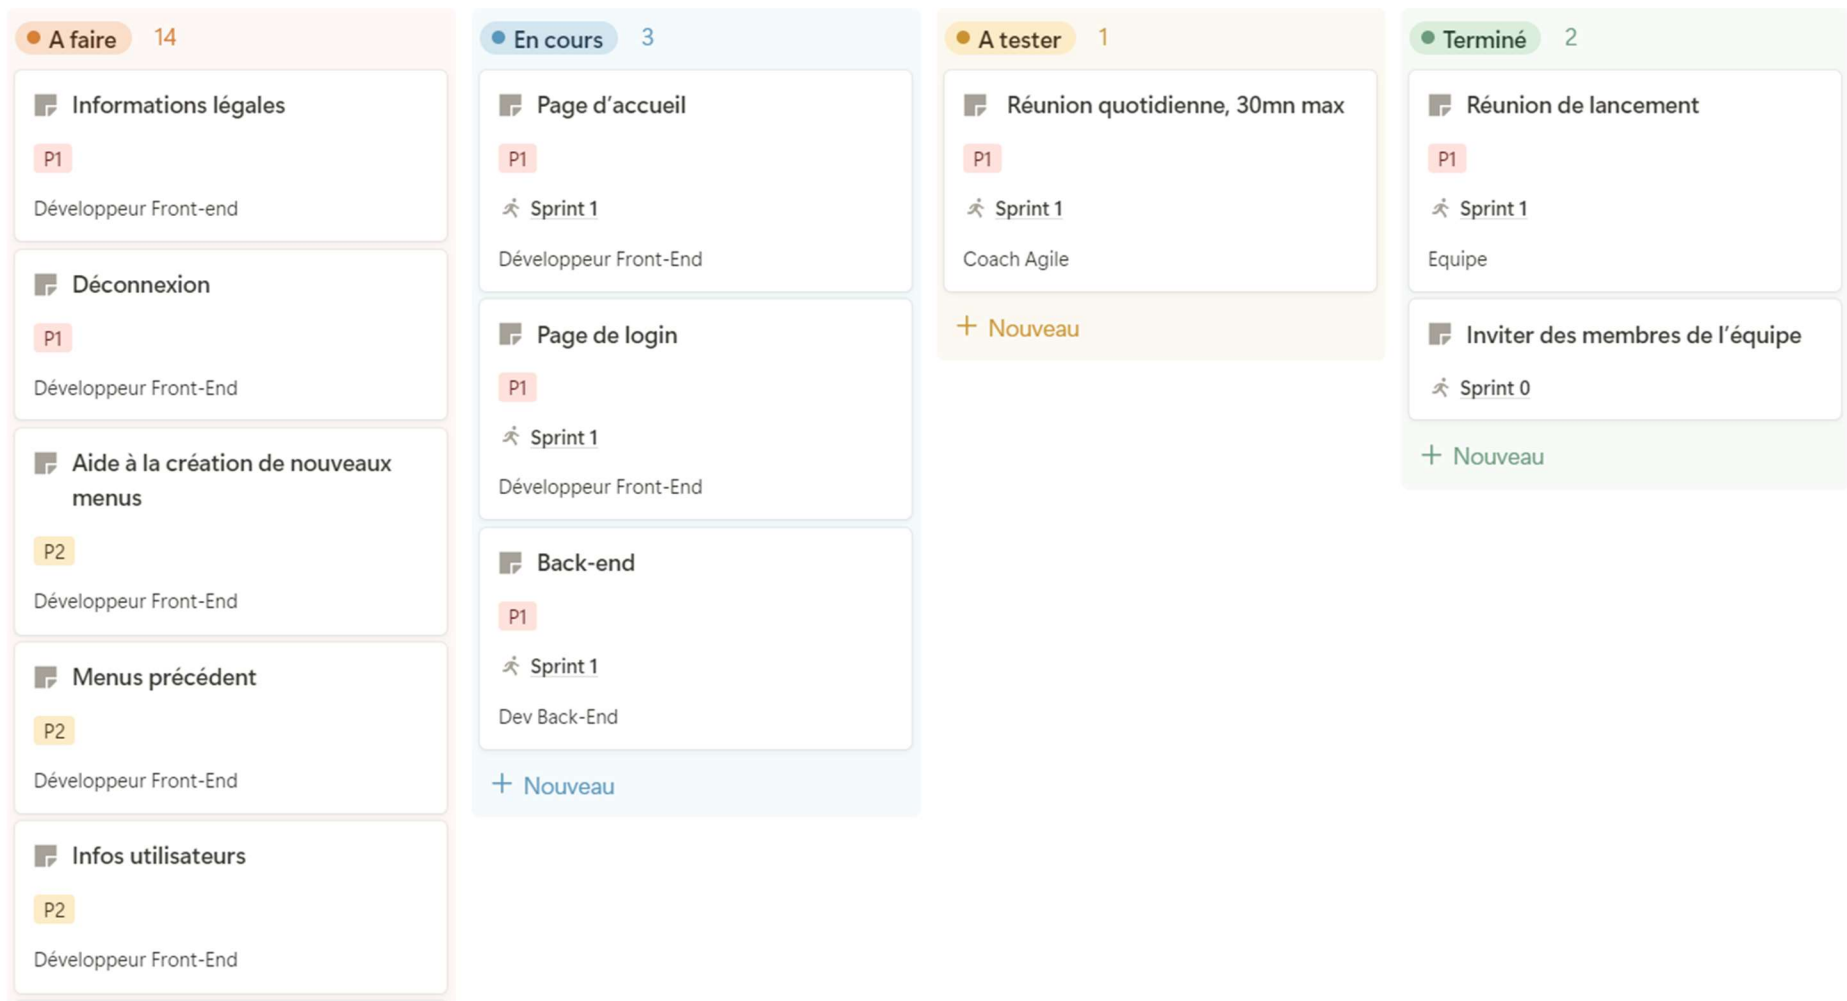 A faire 14
Informations légales
P1
Développeur Front-end
Déconnexion
P1
Développeur Front-End
Aide à la création de nouveaux
menus
P2
Développeur Front-End
Menus précédent
P2
Développeur Front-End
Infos utilisateurs
P2
Développeur Front-End
En cours 3
Page d’accueil
P1
Sprint 1
Développeur Front-End
Page de login
P1
Sprint 1
Développeur Front-End
Back-end
P1
Sprint 1
Dev Back-End
+ Nouveau
A tester 1
Réunion quotidienne, 30mn max
P1
Sprint 1
Coach Agile
+ Nouveau
Terminé 2
Réunion de lancement
P1
Sprint 1
Equipe
Inviter des membres de l’équipe
Sprint 0
+ Nouveau